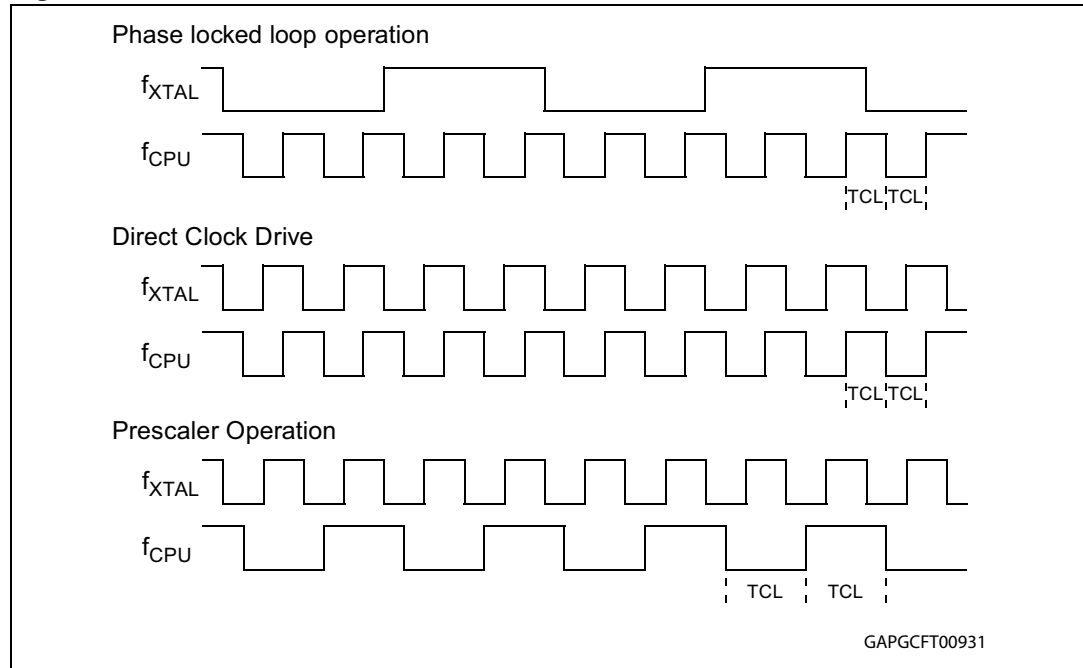 Phase locked loop operation
fXTAL
fCPU
TCL TCL
Direct Clock Drive
fXTAL
fCPU
TCL TCL
Prescaler Operation
fXTAL
fCPU
TCL TCL
GAPGCFT00931